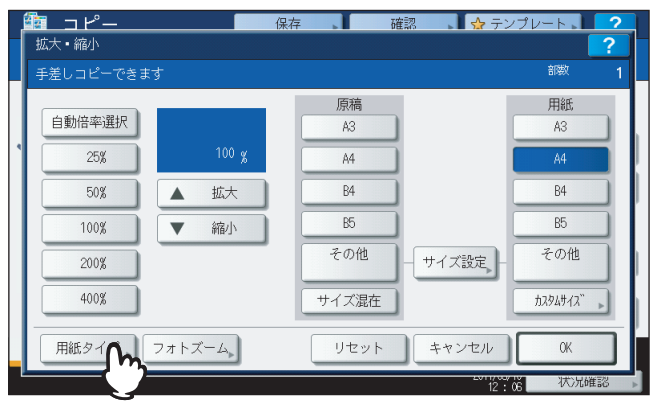 コピー
保存
確認
テンプレート
?
拡大・縮小
?
手差しコピーできます
部数 1
原稿
用紙
自動倍率選択
100 %
A3
A3
25%
A4
A4
50%
拡大
B4
B4
100%
縮小
B5
B5
200%
その他
サイズ設定
その他
400%
サイズ混在
カスタムサイズ
フォトズーム
リセット
キャンセル
OK
12:06
状況確認